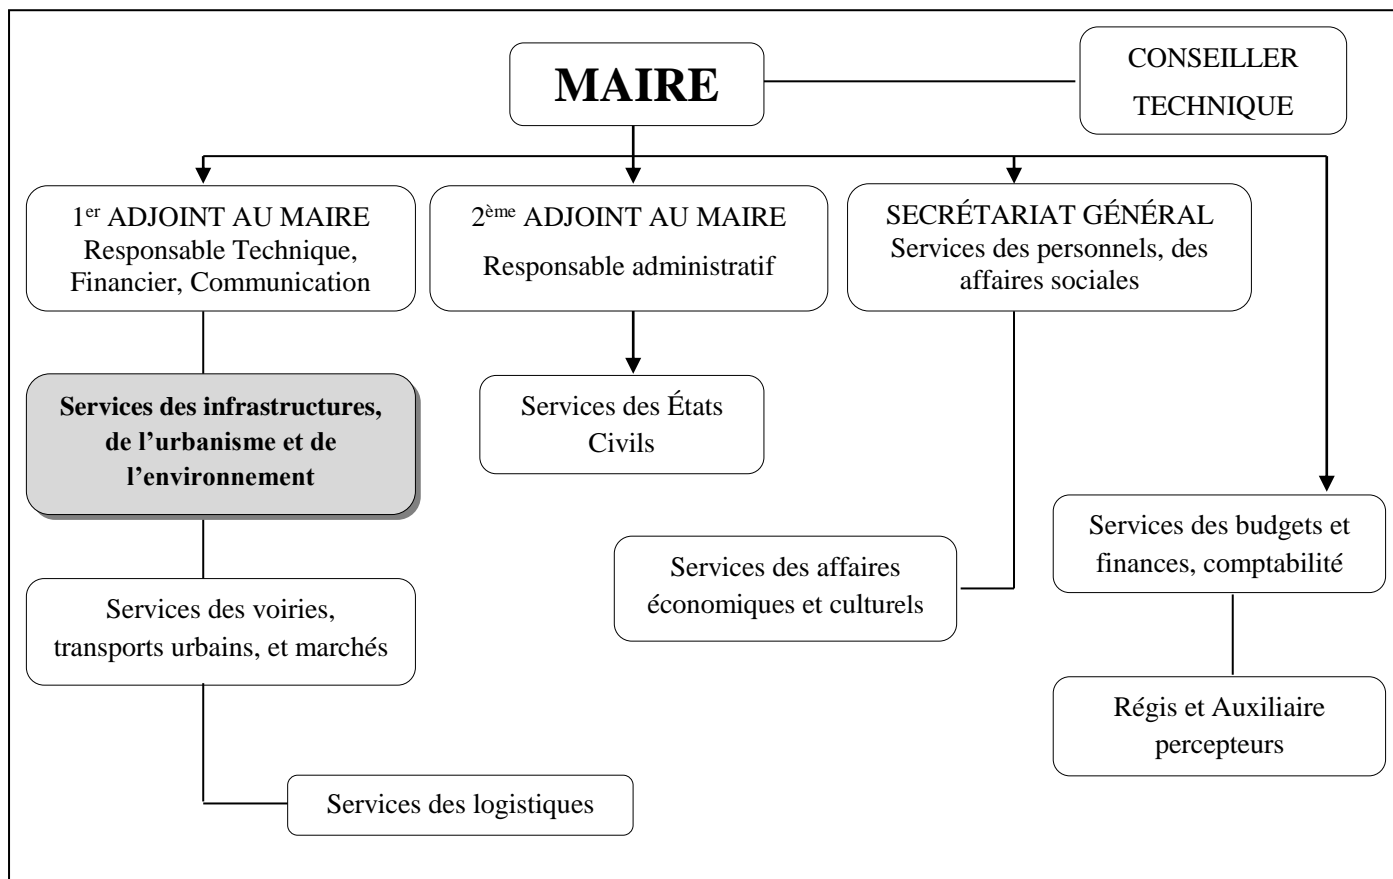 MAIRE
CONSEILLER
TECHNIQUE
1er ADJOINT AU MAIRE
Responsable Technique,
Financier, Communication
2ème ADJOINT AU MAIRE
Responsable administratif
SECRÉTARIAT GÉNÉRAL
Services des personnels, des
affaires sociales
Services des infrastructures,
de l’urbanisme et de
l’environnement
Services des États
Civils
Services des budgets et
finances, comptabilité
Services des affaires
économiques et culturels
Services des voiries,
transports urbains, et marchés
Régis et Auxiliaire
percepteurs
Services des logistiques